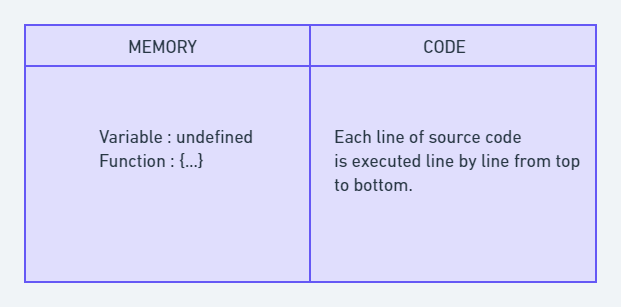 MEMORY
CODE
Variable : undefined
Function : {...}
Each line of source code
is executed line by line from top
to bottom.